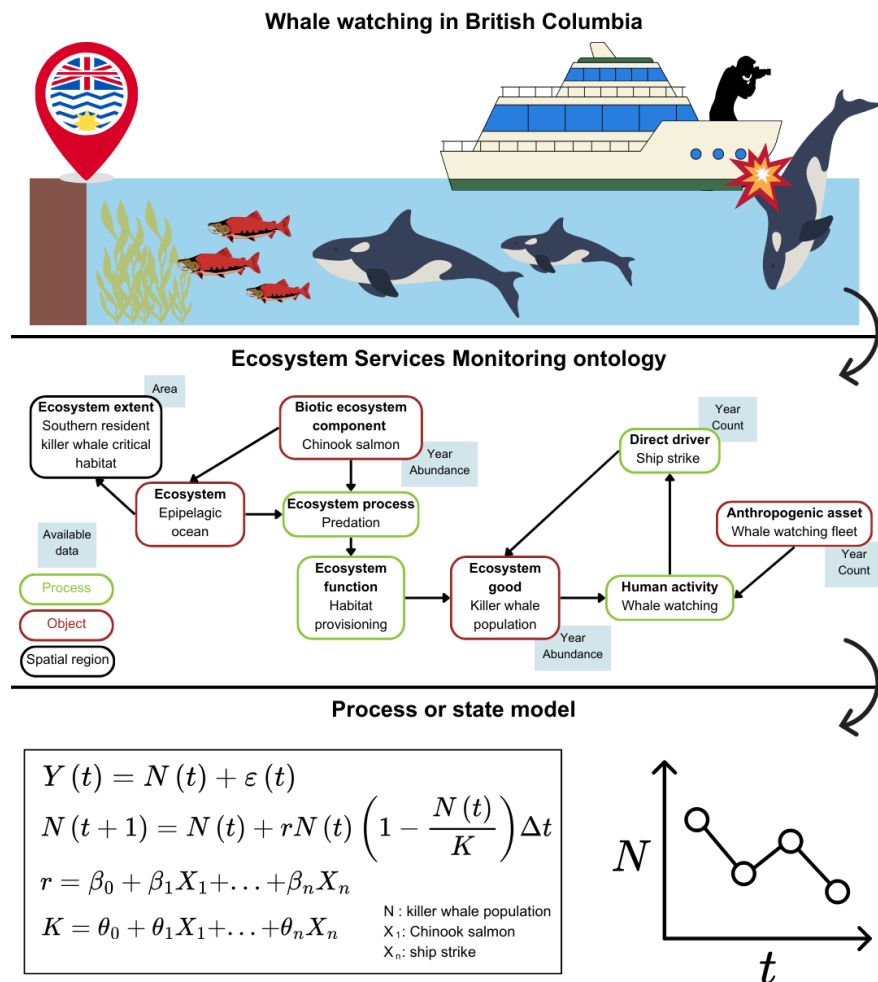 Whale watching in British Columbia
Ecosystem Services Monitoring ontology
Area
Ecosystem extent
Southern resident
killer whale critical
habitat
Biotic ecosystem
component
Chinook salmon
Year
Abundance
Year
Count
Direct driver
Ship strike
Ecosystem
Epipelagic
ocean
Ecosystem process
Predation
Anthropogenic asset
Whale watching fleet
Year
Count
Available
data
Process
Object
Spatial region
Ecosystem
function
Habitat
provisioning
Ecosystem
good
Killer whale
population
Year
Abundance
Human activity
Whale watching
Process or state model
Y(t) = N(t) + ε(t)
N(t+1) = N(t) + rN(t)(1 − N(t)/K)Δt
r = β₀ + β₁X₁+...+βₙXₙ
K = θ₀ + θ₁X₁+...+θₙXₙ
N : killer whale population
X₁: Chinook salmon
Xₙ: ship strike
N
t